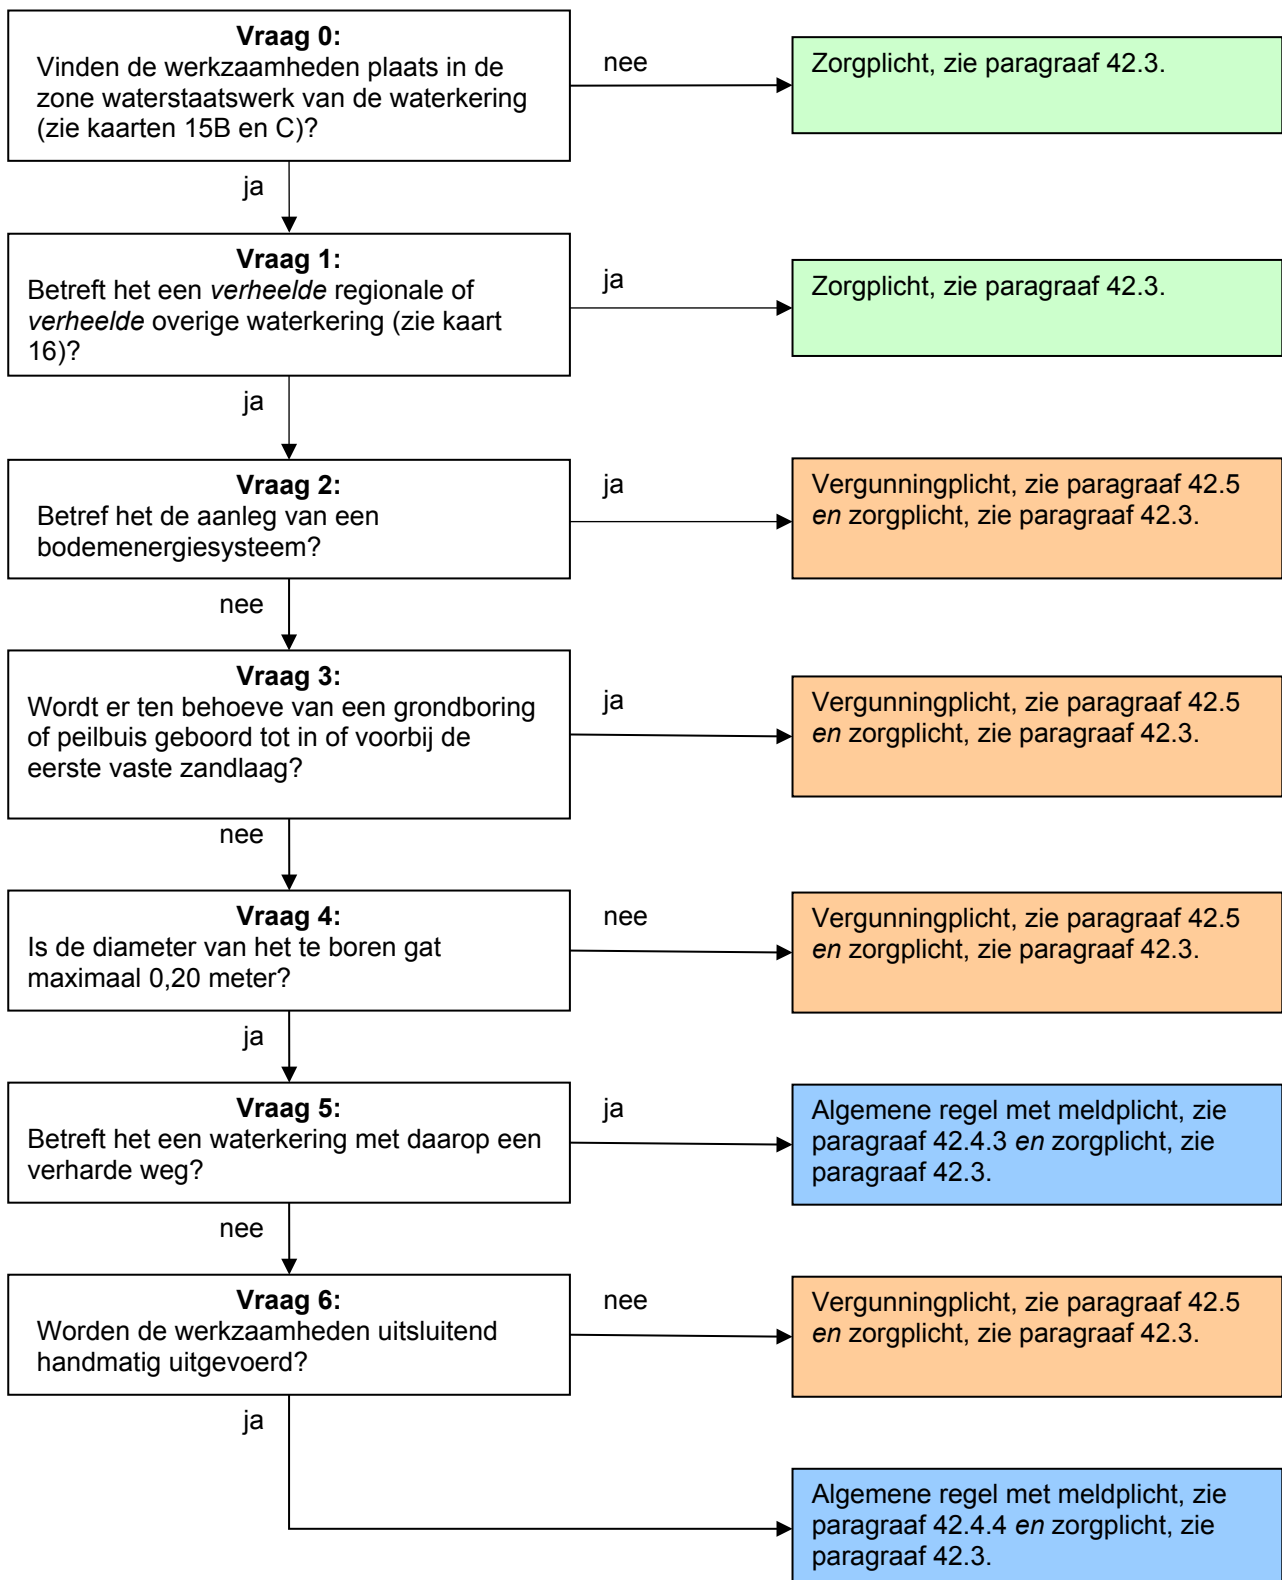 Vraag 0:
Vinden de werkzaamheden plaats in de
zone waterstaatswerk van de waterkering
(zie kaarten 15B en C)?
nee
Zorgplicht, zie paragraaf 42.3.
ja
Vraag 1:
Betreft het een verheelde regionale of
verheelde overige waterkering (zie kaart
16)?
ja
Zorgplicht, zie paragraaf 42.3.
ja
Vraag 2:
Betref het de aanleg van een
bodemenergiesysteem?
ja
Vergunningplicht, zie paragraaf 42.5
en zorgplicht, zie paragraaf 42.3.
nee
Vraag 3:
Wordt er ten behoeve van een grondboring
of peilbuis geboord tot in of voorbij de
eerste vaste zandlaag?
ja
Vergunningplicht, zie paragraaf 42.5
en zorgplicht, zie paragraaf 42.3.
nee
Vraag 4:
Is de diameter van het te boren gat
maximaal 0,20 meter?
nee
Vergunningplicht, zie paragraaf 42.5
en zorgplicht, zie paragraaf 42.3.
ja
Vraag 5:
Betreft het een waterkering met daarop een
verharde weg?
ja
Algemene regel met meldplicht, zie
paragraaf 42.4.3 en zorgplicht, zie
paragraaf 42.3.
nee
Vraag 6:
Worden de werkzaamheden uitsluitend
handmatig uitgevoerd?
nee
Vergunningplicht, zie paragraaf 42.5
en zorgplicht, zie paragraaf 42.3.
ja
Algemene regel met meldplicht, zie
paragraaf 42.4.4 en zorgplicht, zie
paragraaf 42.3.